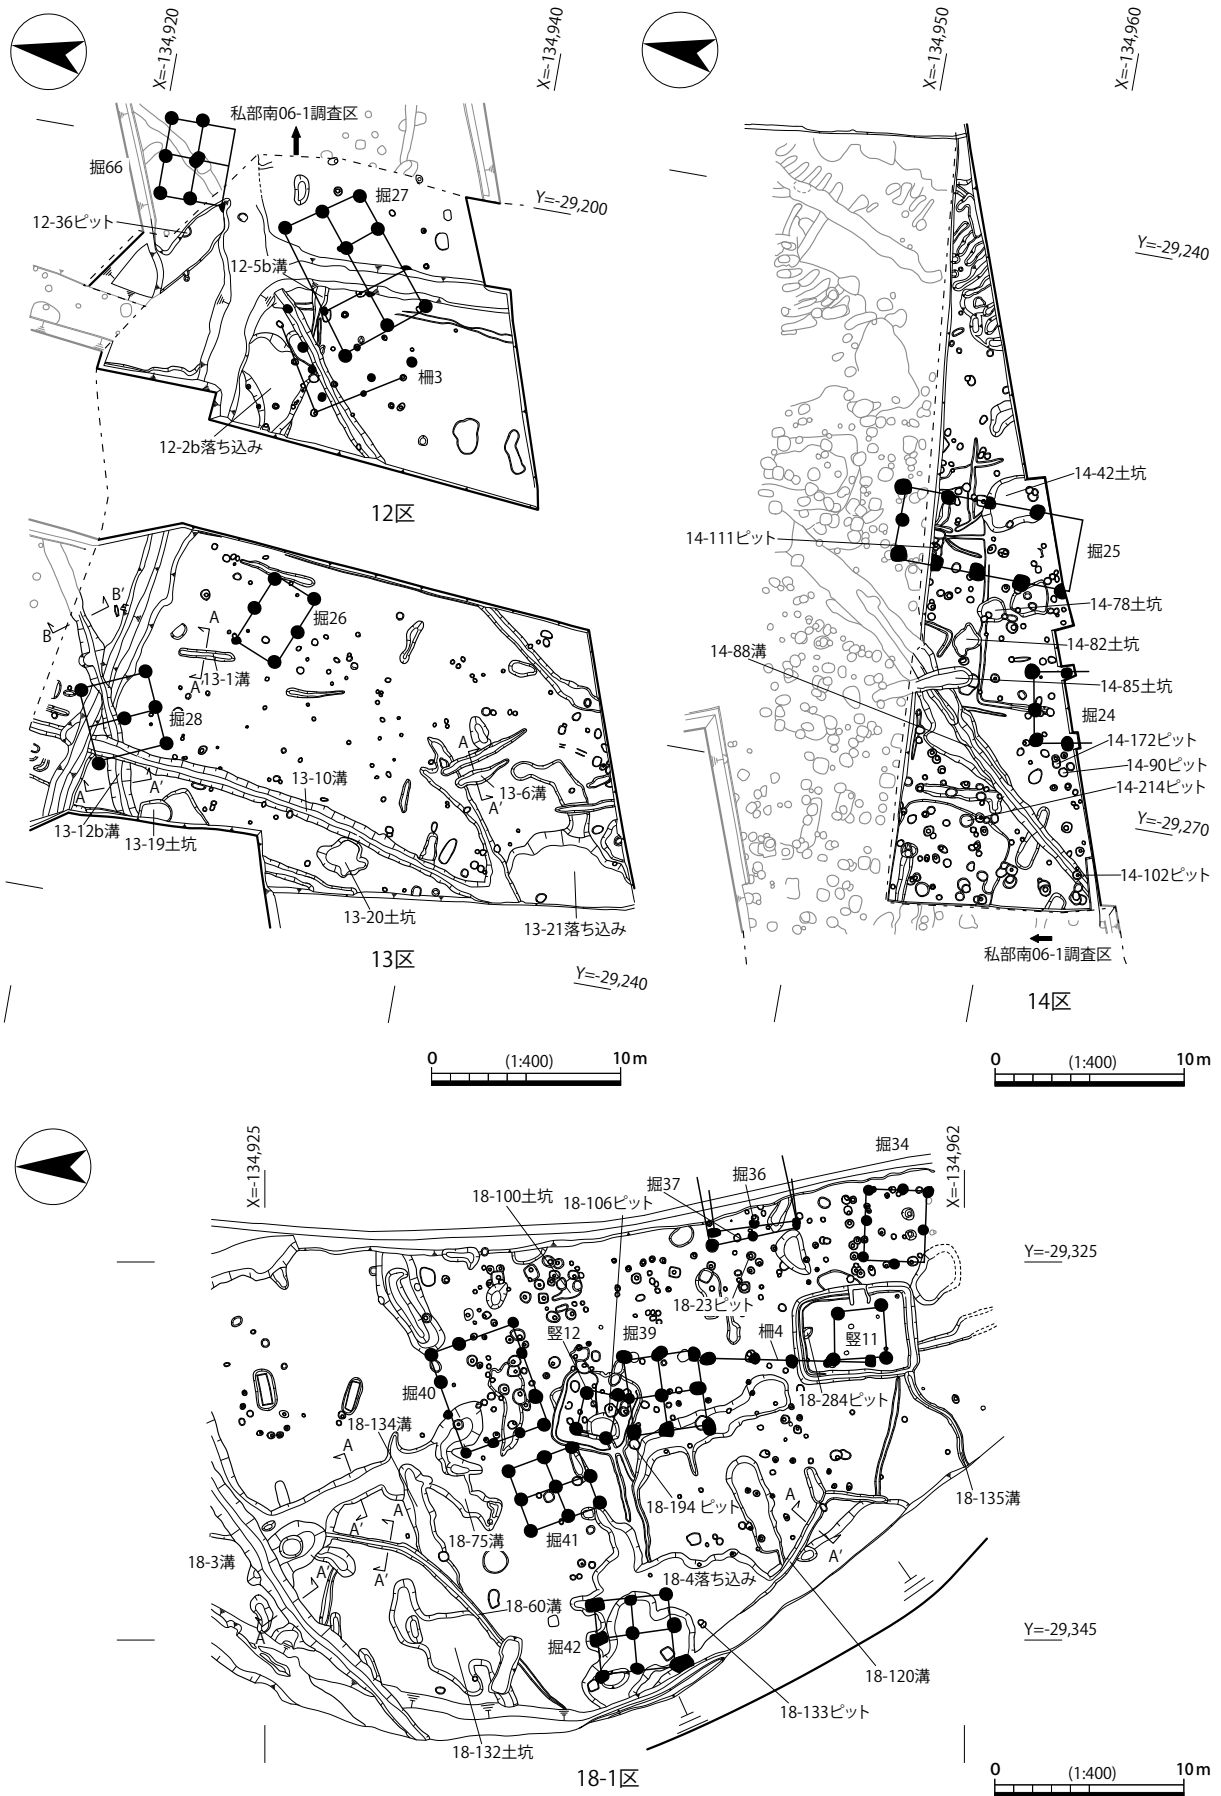 X=-134,920
X=-134,940
X=-134,950
X=-134,960
私部南06-1調査区
掘66
掘27
12-36ピット
Y=-29,200
12-5b溝
柵3
12-2b落ち込み
12区
B'
B
A
掘26
13-1溝
A'
掘28
A
13-10溝
13-6溝
A'
A
A'
13-12b溝
13-19土坑
13-20土坑
13-21落ち込み
13区
Y=-29,240
Y=-29,240
14-42土坑
14-111ピット
掘25
14-78土坑
14-82土坑
14-88溝
14-85土坑
掘24
14-172ピット
14-90ピット
14-214ピット
Y=-29,270
14-102ピット
私部南06-1調査区
14区
0 (1:400) 10m
0 (1:400) 10m
X=-134,925
X=-134,962
掘34
掘36
掘37
18-106ピット
18-100土坑
Y=-29,325
18-23ピット
竪12
掘39
柵4
竪11
掘40
18-284ピット
18-134溝
A
A
A'
A'
18-194 ピット
A
18-135溝
18-75溝
掘41
A'
18-3溝
A'
18-4落ち込み
18-60溝
A
掘42
Y=-29,345
18-120溝
18-133ピット
18-132土坑
18-1区
0 (1:400) 10m